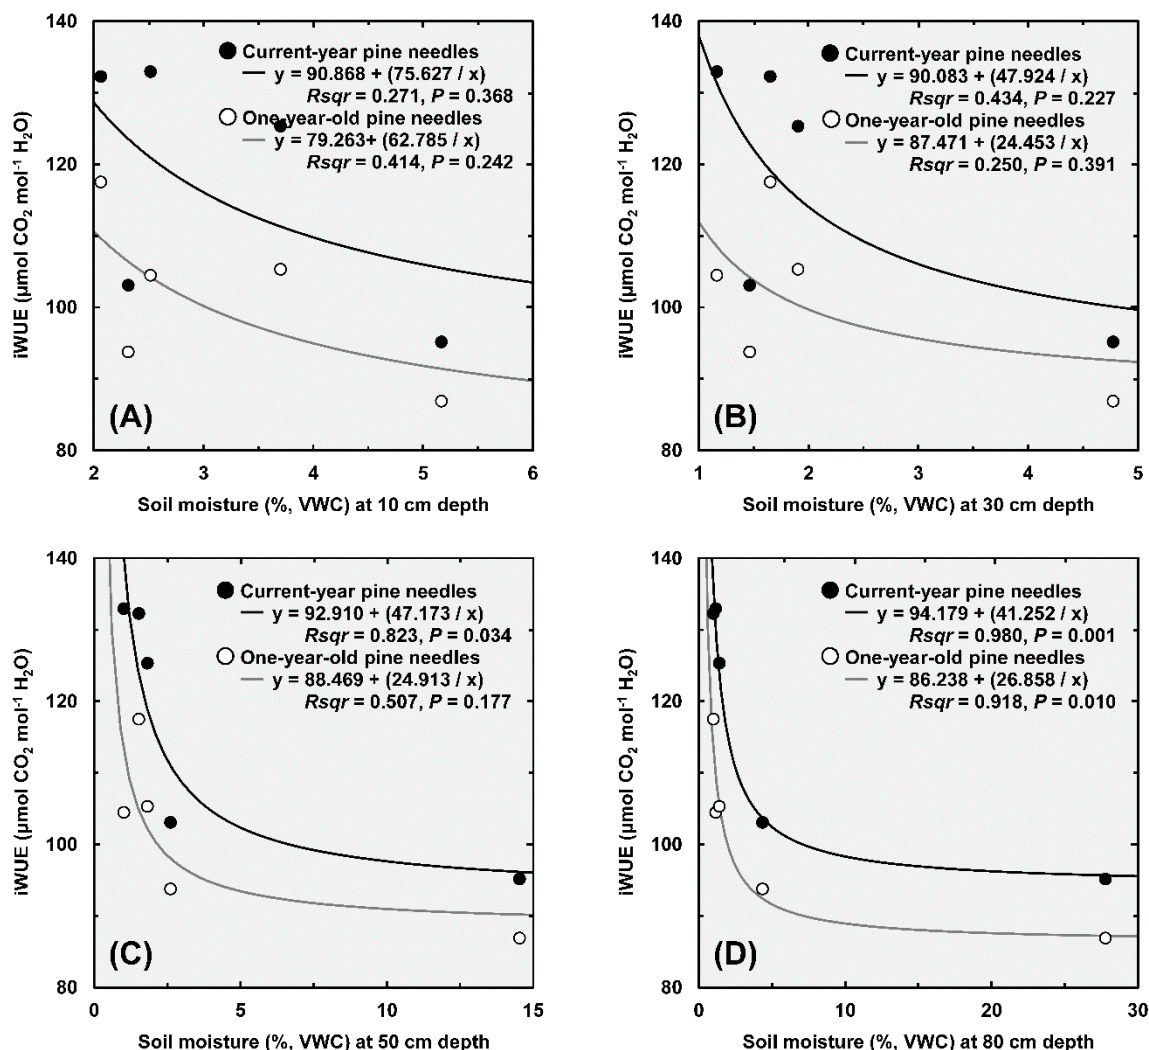 140
120
100
80
iWUE (μmol CO₂ mol⁻¹ H₂O)
Current-year pine needles
y = 90.868 + (75.627 / x)
Rsqr = 0.271, P = 0.368
One-year-old pine needles
y = 79.263+ (62.785 / x)
Rsqr = 0.414, P = 0.242
(A)
2 3 4 5 6
Soil moisture (%, VWC) at 10 cm depth
140
120
100
80
iWUE (μmol CO₂ mol⁻¹ H₂O)
Current-year pine needles
y = 90.083 + (47.924 / x)
Rsqr = 0.434, P = 0.227
One-year-old pine needles
y = 87.471 + (24.453 / x)
Rsqr = 0.250, P = 0.391
(B)
1 2 3 4 5
Soil moisture (%, VWC) at 30 cm depth
140
120
100
80
iWUE (μmol CO₂ mol⁻¹ H₂O)
Current-year pine needles
y = 92.910 + (47.173 / x)
Rsqr = 0.823, P = 0.034
One-year-old pine needles
y = 88.469 + (24.913 / x)
Rsqr = 0.507, P = 0.177
(C)
0 5 10 15
Soil moisture (%, VWC) at 50 cm depth
140
120
100
80
iWUE (μmol CO₂ mol⁻¹ H₂O)
Current-year pine needles
y = 94.179 + (41.252 / x)
Rsqr = 0.980, P = 0.001
One-year-old pine needles
y = 86.238 + (26.858 / x)
Rsqr = 0.918, P = 0.010
(D)
0 10 20 30
Soil moisture (%, VWC) at 80 cm depth